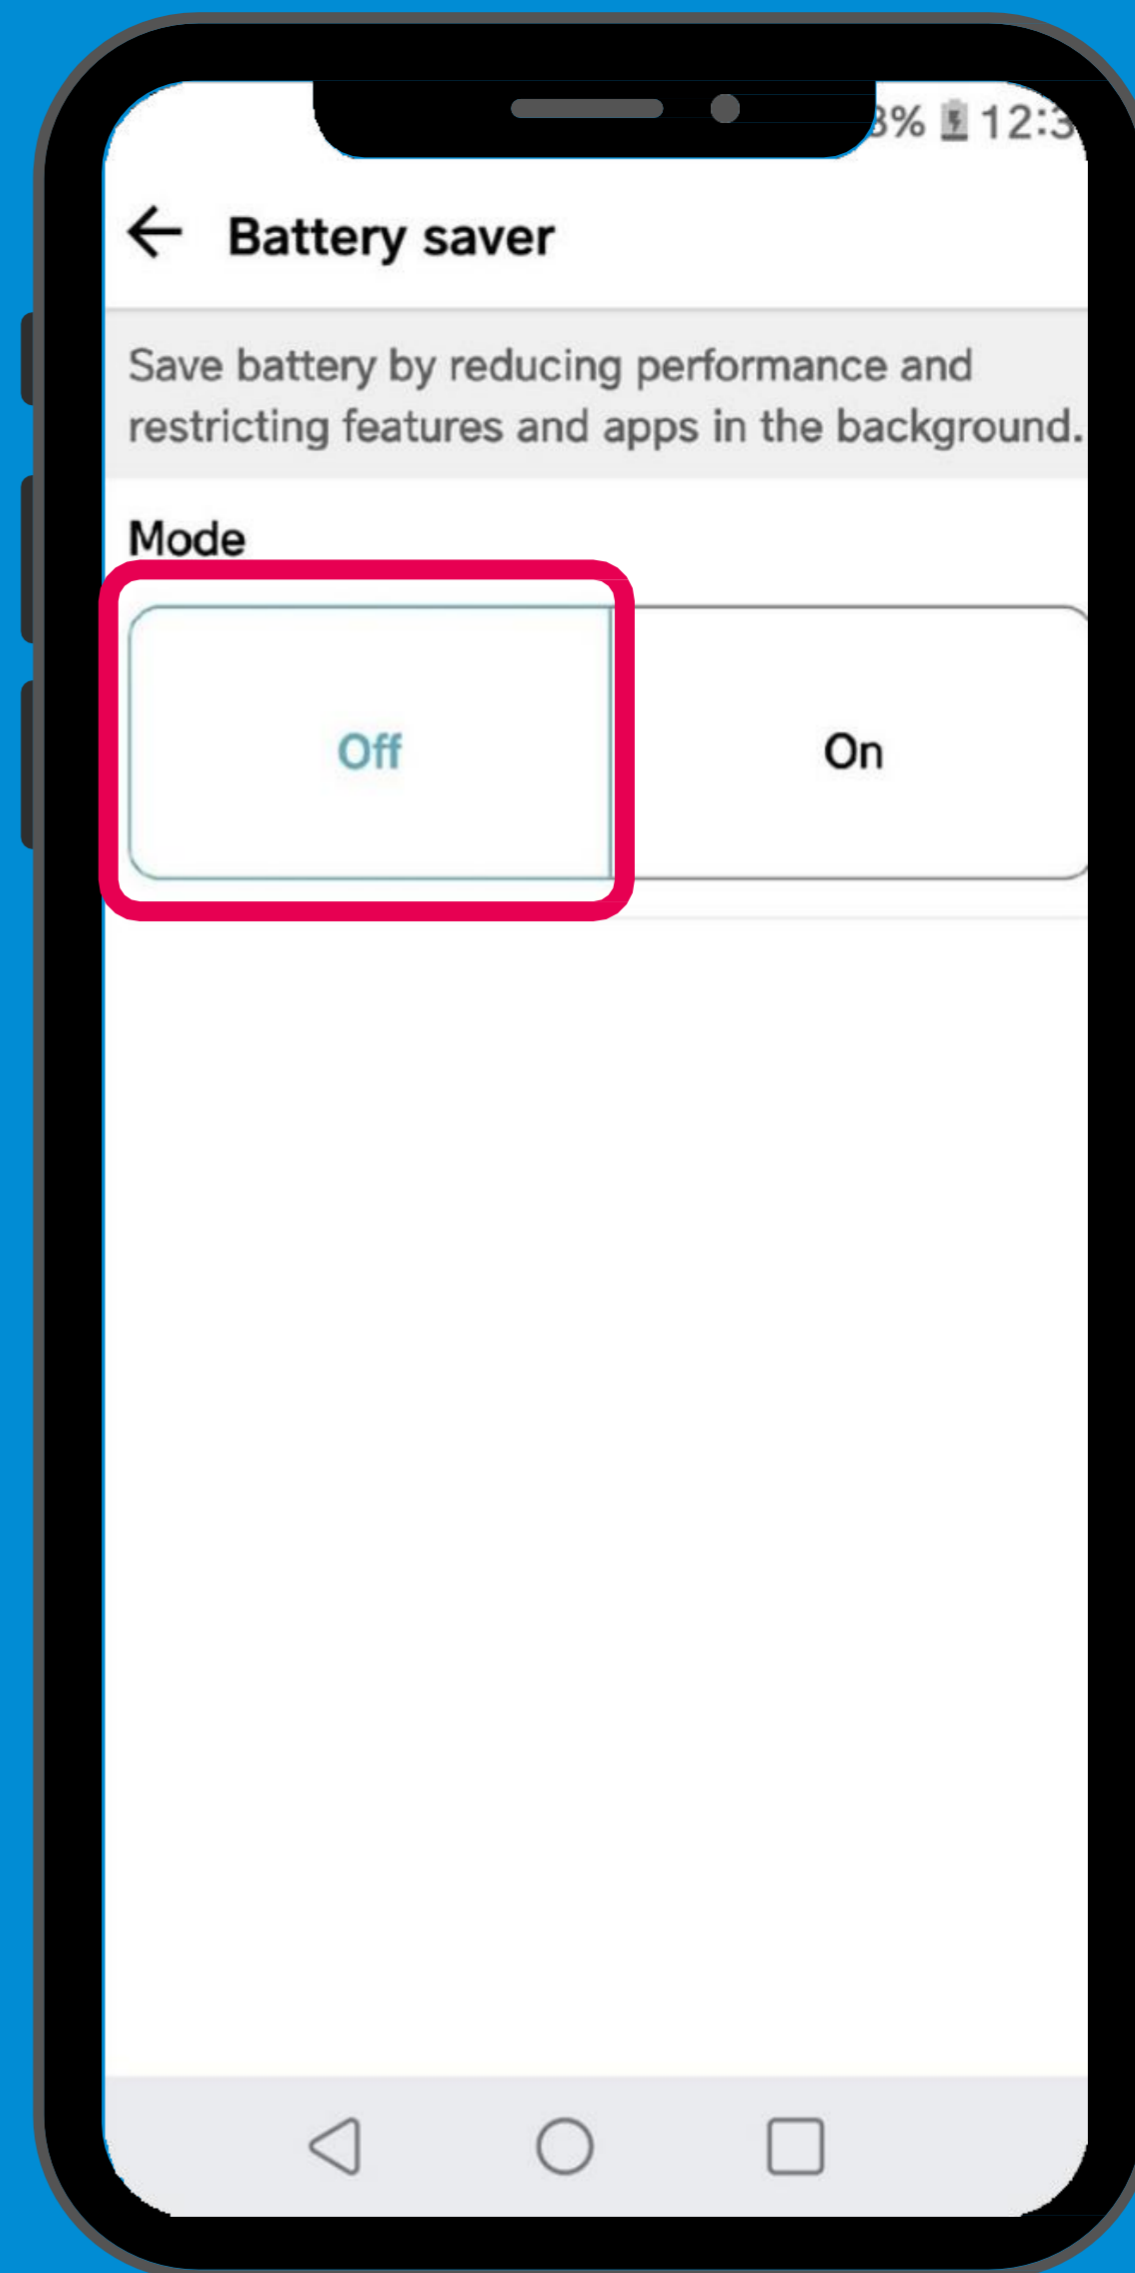 Battery saver
Save battery by reducing performance and
restricting features and apps in the background.
Mode
Off
On